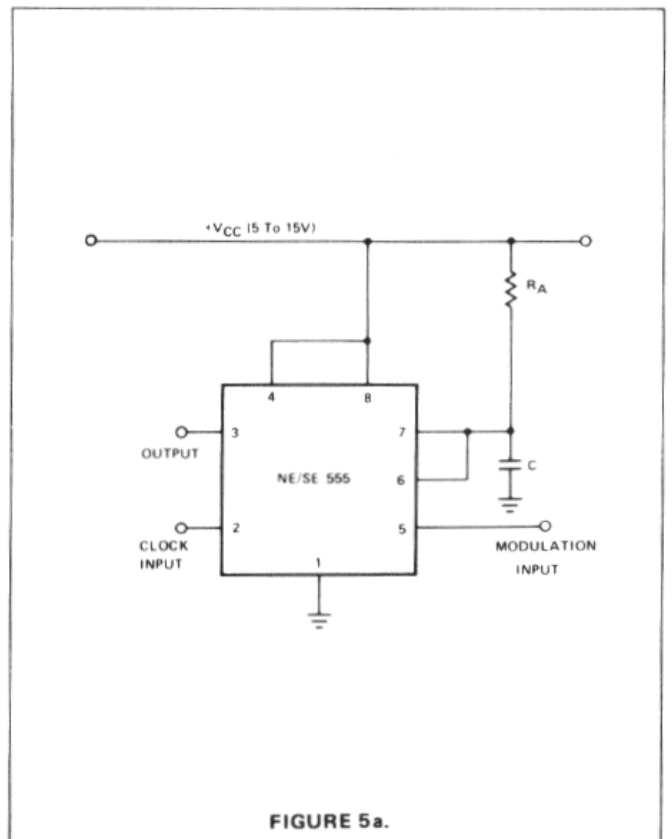 +VCC (5 To 15V)
RA
4
8
3
7
OUTPUT
NE/SE 555
C
6
2
5
CLOCK
INPUT
MODULATION
INPUT
1
FIGURE 5a.